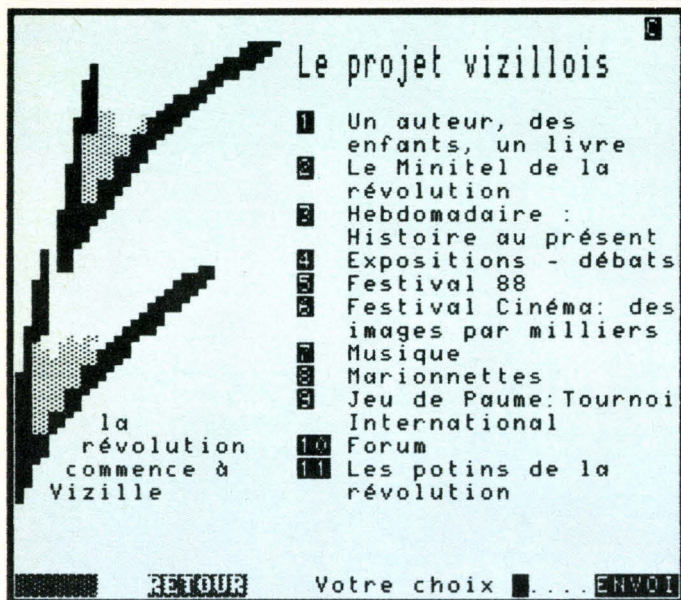 C
Le projet vizillois
1 Un auteur, des
enfants, un livre
2 Le Minitel de la
révolution
3 Hebdomadaire :
Histoire au présent
4 Expositions - débats
5 Festival 88
6 Festival Cinéma: des
images par milliers
7 Musique
8 Marionnettes
9 Jeu de Paume:Tournoi
International
10 Forum
11 Les potins de la
révolution
la
révolution
commence à
Vizille
RETOUR Votre choix .... ENVOI